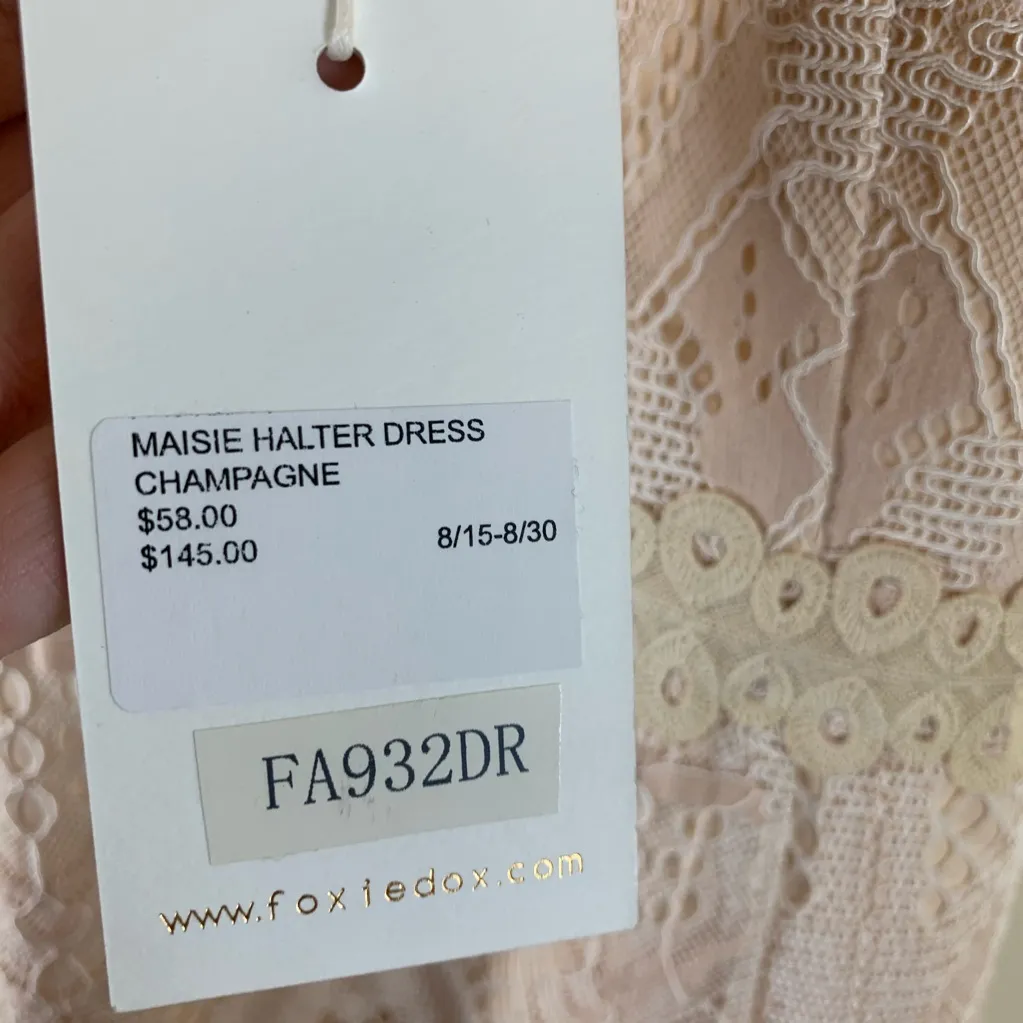 MAISIE HALTER DRESS
CHAMPAGNE
$58.00
$145.00 8/15-8/30
FA932DR
www.foxiedox.com